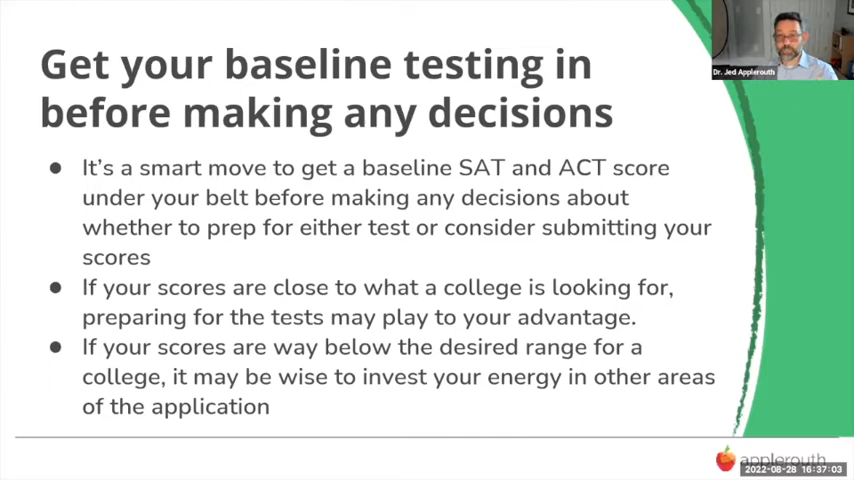 Get your baseline testing in
before making any decisions
Dr. Jed Applerouth
● It's a smart move to get a baseline SAT and ACT score
under your belt before making any decisions about
whether to prep for either test or consider submitting your
scores
● If your scores are close to what a college is looking for,
preparing for the tests may play to your advantage.
● If your scores are way below the desired range for a
college, it may be wise to invest your energy in other areas
of the application
applerouth
2022-08-28 16:37:03